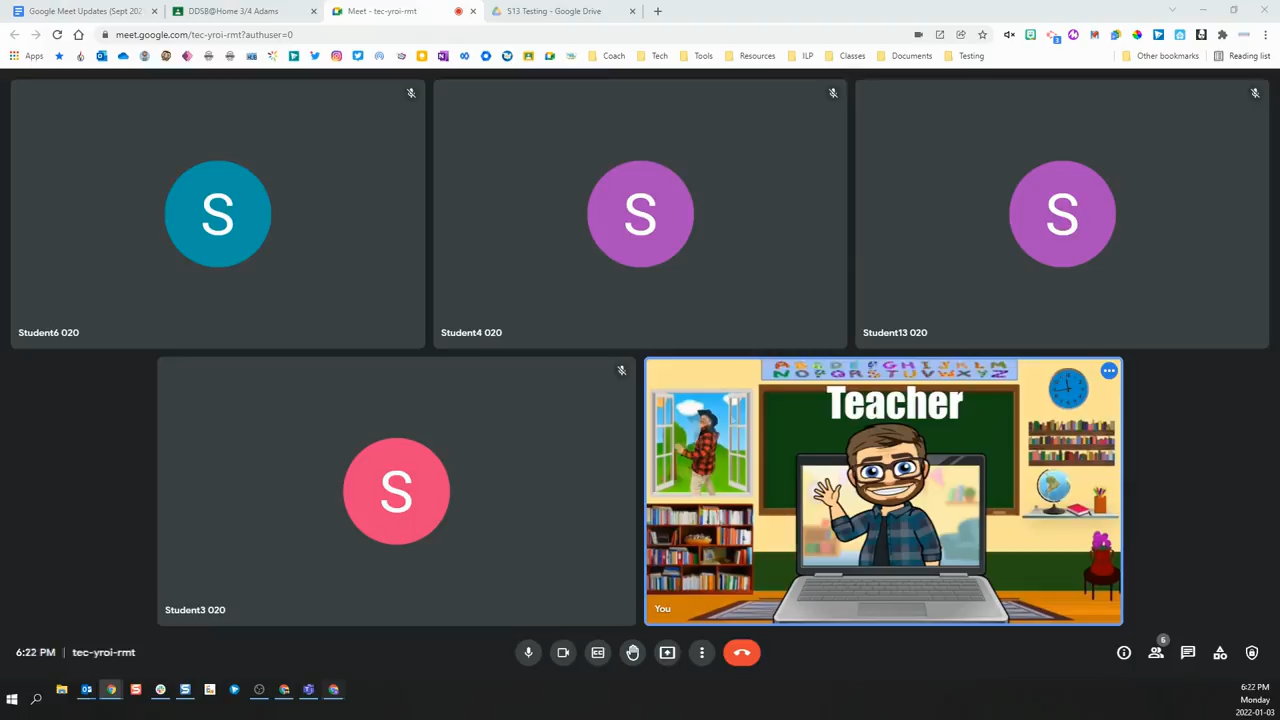 Google Meet Updates (Sept 202
DDSB@Home 3/4 Adams
Meet - tec-yroi-rmt
S13 Testing - Google Drive
meet.google.com/tec-yroi-rmt?authuser=0
Apps
Coach
Tech
Tools
Resources
ILP
Classes
Documents
Testing
Other bookmarks
Reading list
S
Student6 020
S
Student4 020
S
Student13 020
S
Student3 020
A B C D E F G H I J K L M
N O P Q R S T U V W X Y Z
Teacher
You
6:22 PM | tec-yroi-rmt
6
6:22 PM
Monday
2022-01-03